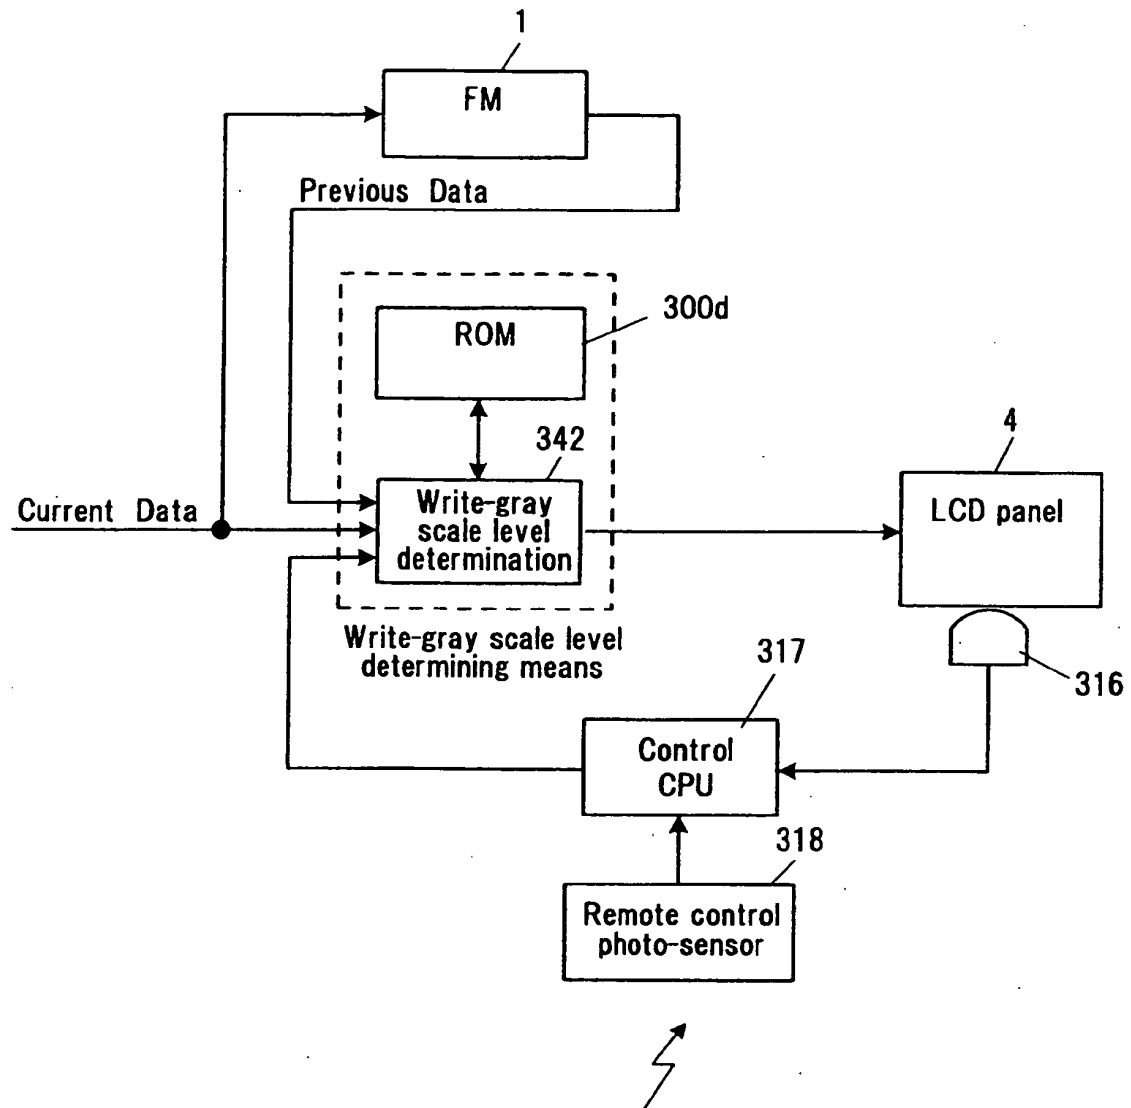 1
FM
Previous Data
ROM
300d
342
4
Current Data
Write-gray
scale level
determination
LCD panel
Write-gray scale level
determining means
316
317
Control
CPU
318
Remote control
photo-sensor